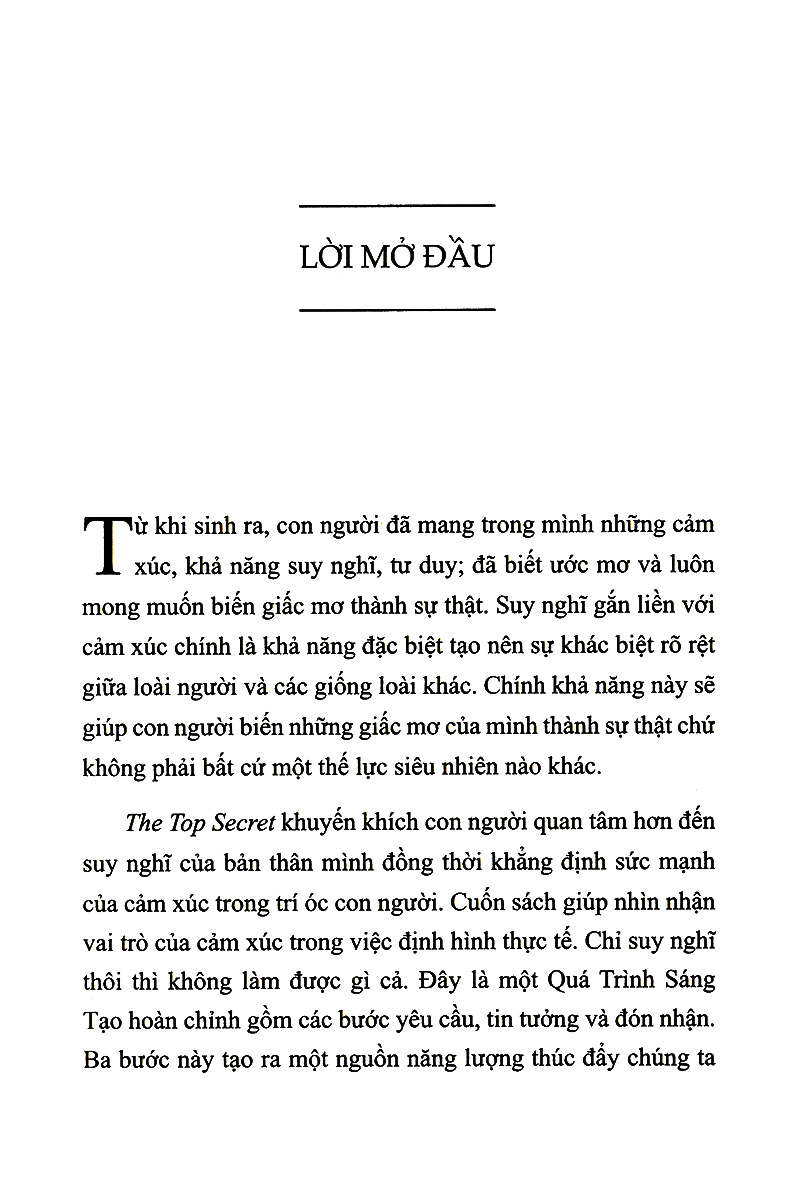 LỜI MỞ ĐẦU
Từ khi sinh ra, con người đã mang trong mình những cảm
xúc, khả năng suy nghĩ, tư duy; đã biết ước mơ và luôn
mong muốn biến giấc mơ thành sự thật. Suy nghĩ gắn liền với
cảm xúc chính là khả năng đặc biệt tạo nên sự khác biệt rõ rệt
giữa loài người và các giống loài khác. Chính khả năng này sẽ
giúp con người biến những giấc mơ của mình thành sự thật chứ
không phải bất cứ một thế lực siêu nhiên nào khác.
The Top Secret khuyến khích con người quan tâm hơn đến
suy nghĩ của bản thân mình đồng thời khẳng định sức mạnh
của cảm xúc trong trí óc con người. Cuốn sách giúp nhìn nhận
vai trò của cảm xúc trong việc định hình thực tế. Chỉ suy nghĩ
thôi thì không làm được gì cả. Đây là một Quá Trình Sáng
Tạo hoàn chỉnh gồm các bước yêu cầu, tin tưởng và đón nhận.
Ba bước này tạo ra một nguồn năng lượng thúc đẩy chúng ta